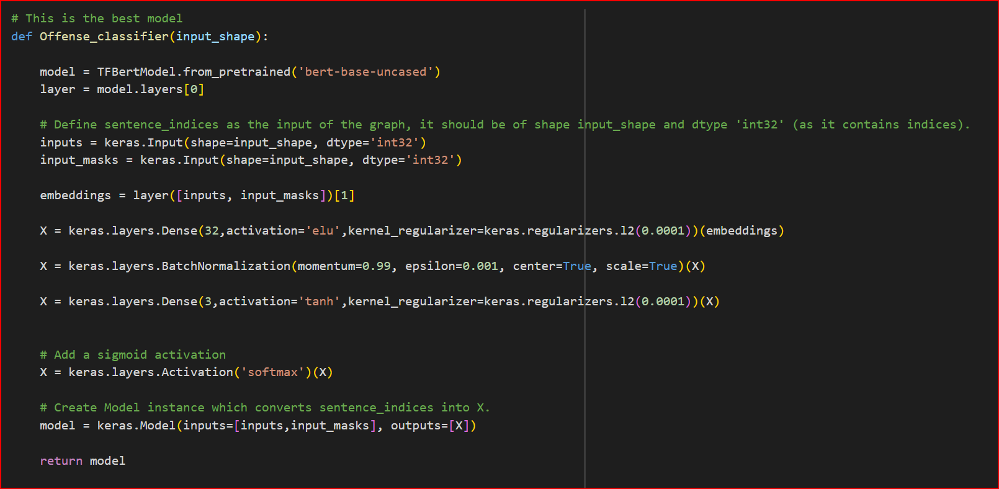 # This is the best model
def Offense_classifier(input_shape):
model = TFBertModel.from_pretrained('bert-base-uncased')
layer = model.layers[0]
# Define sentence_indices as the input of the graph, it should be of shape input_shape and dtype 'int32' (as it contains indices).
inputs = keras.Input(shape=input_shape, dtype='int32')
input_masks = keras.Input(shape=input_shape, dtype='int32')
embeddings = layer([inputs, input_masks])[1]
X = keras.layers.Dense(32,activation='elu',kernel_regularizer=keras.regularizers.l2(0.0001))(embeddings)
X = keras.layers.BatchNormalization(momentum=0.99, epsilon=0.001, center=True, scale=True)(X)
X = keras.layers.Dense(3,activation='tanh',kernel_regularizer=keras.regularizers.l2(0.0001))(X)
# Add a sigmoid activation
X = keras.layers.Activation('softmax')(X)
# Create Model instance which converts sentence_indices into X.
model = keras.Model(inputs=[inputs,input_masks], outputs=[X])
return model